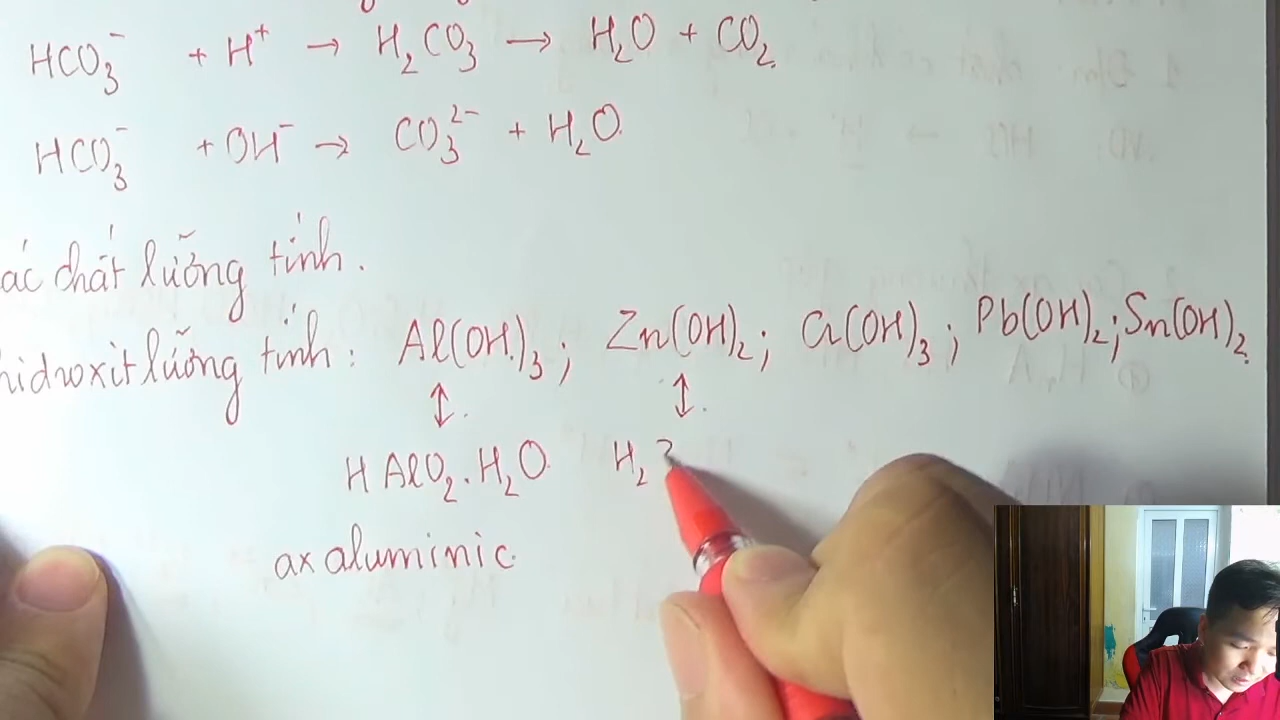 HCO₃⁻ + H⁺ → H₂CO₃ → H₂O + CO₂.
HCO₃⁻ + OH⁻ → CO₃²⁻ + H₂O.
ác chất lưỡng tính.
hidroxit lưỡng tính: Al(OH)₃; Zn(OH)₂; Cr(OH)₃; Pb(OH)₂; Sn(OH)₂.
↕. ↕.
HAlO₂.H₂O. H₂
ax aluminic.